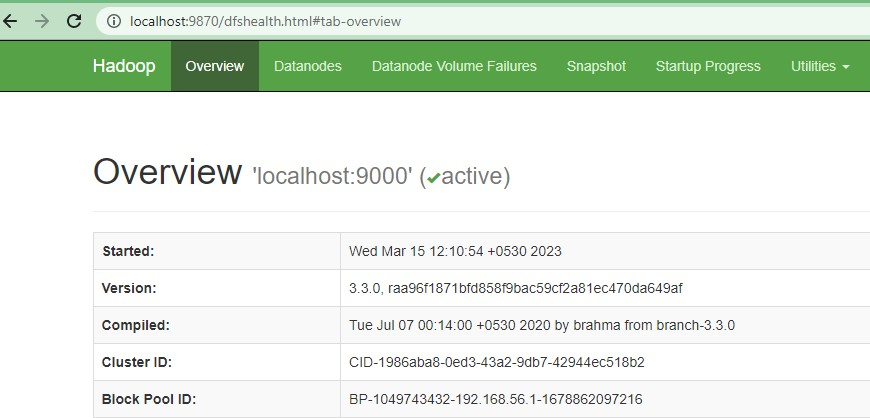 localhost:9870/dfshealth.html#tab-overview
Hadoop Overview Datanodes Datanode Volume Failures Snapshot Startup Progress Utilities
Overview 'localhost:9000' (✔active)
Started: Wed Mar 15 12:10:54 +0530 2023
Version: 3.3.0, raa96f1871bfd858f9bac59cf2a81ec470da649af
Compiled: Tue Jul 07 00:14:00 +0530 2020 by brahma from branch-3.3.0
Cluster ID: CID-1986aba8-0ed3-43a2-9db7-42944ec518b2
Block Pool ID: BP-1049743432-192.168.56.1-1678862097216